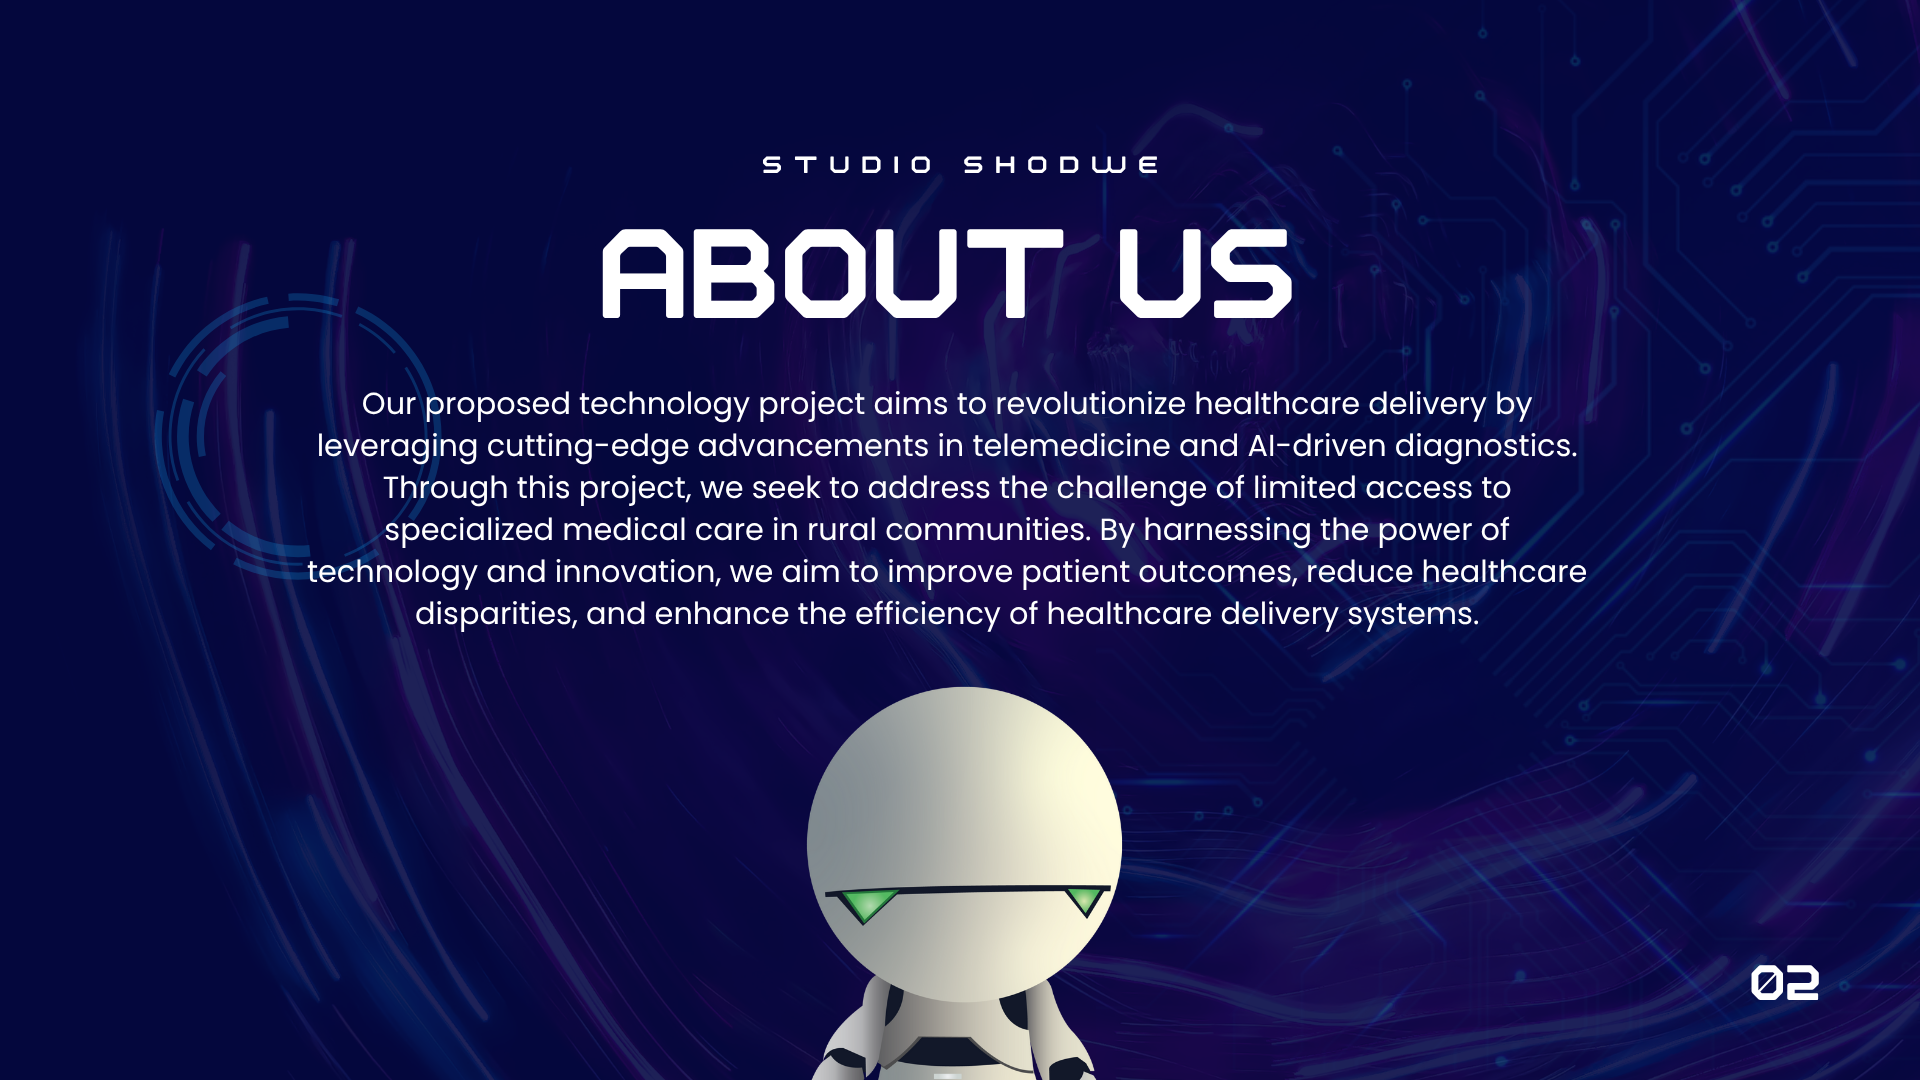 STUDIO SHODWE
ABOUT US
Our proposed technology project aims to revolutionize healthcare delivery by
leveraging cutting-edge advancements in telemedicine and AI-driven diagnostics.
Through this project, we seek to address the challenge of limited access to
specialized medical care in rural communities. By harnessing the power of
technology and innovation, we aim to improve patient outcomes, reduce healthcare
disparities, and enhance the efficiency of healthcare delivery systems.
02